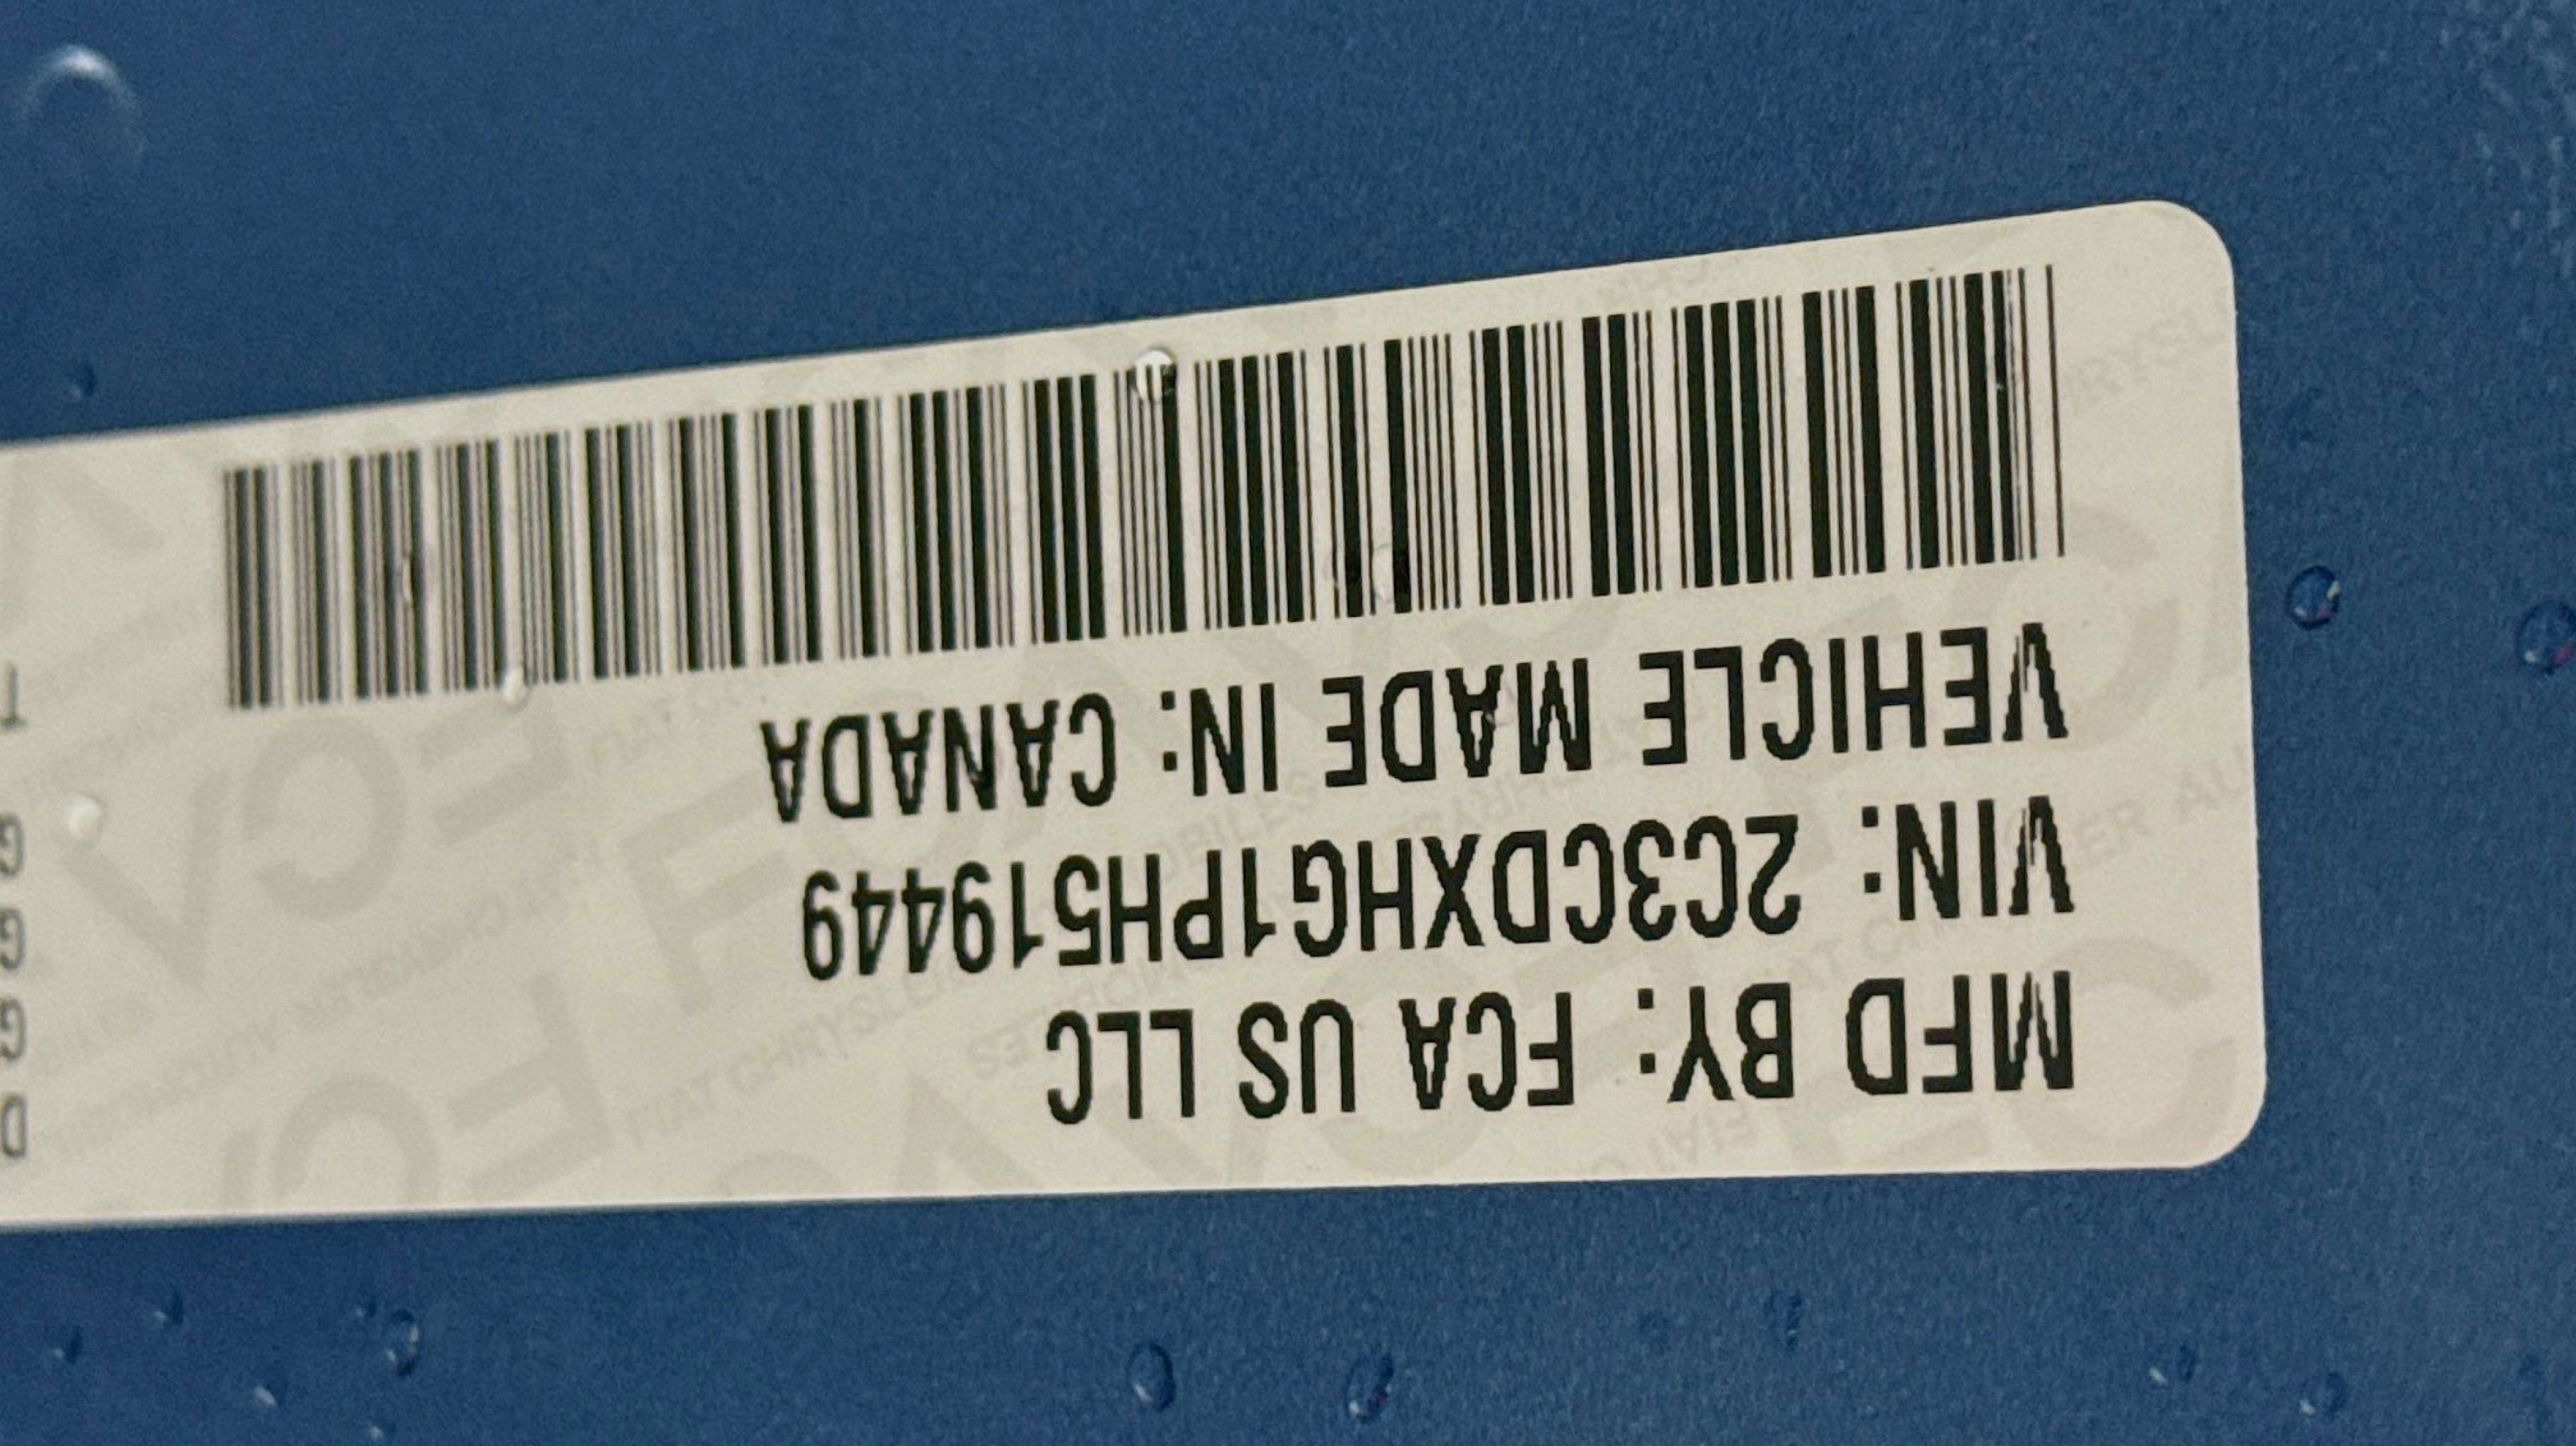 MFD BY: FCA US LLC
VIN: 2C3CDXHG1PH519449
VEHICLE MADE IN: CANADA